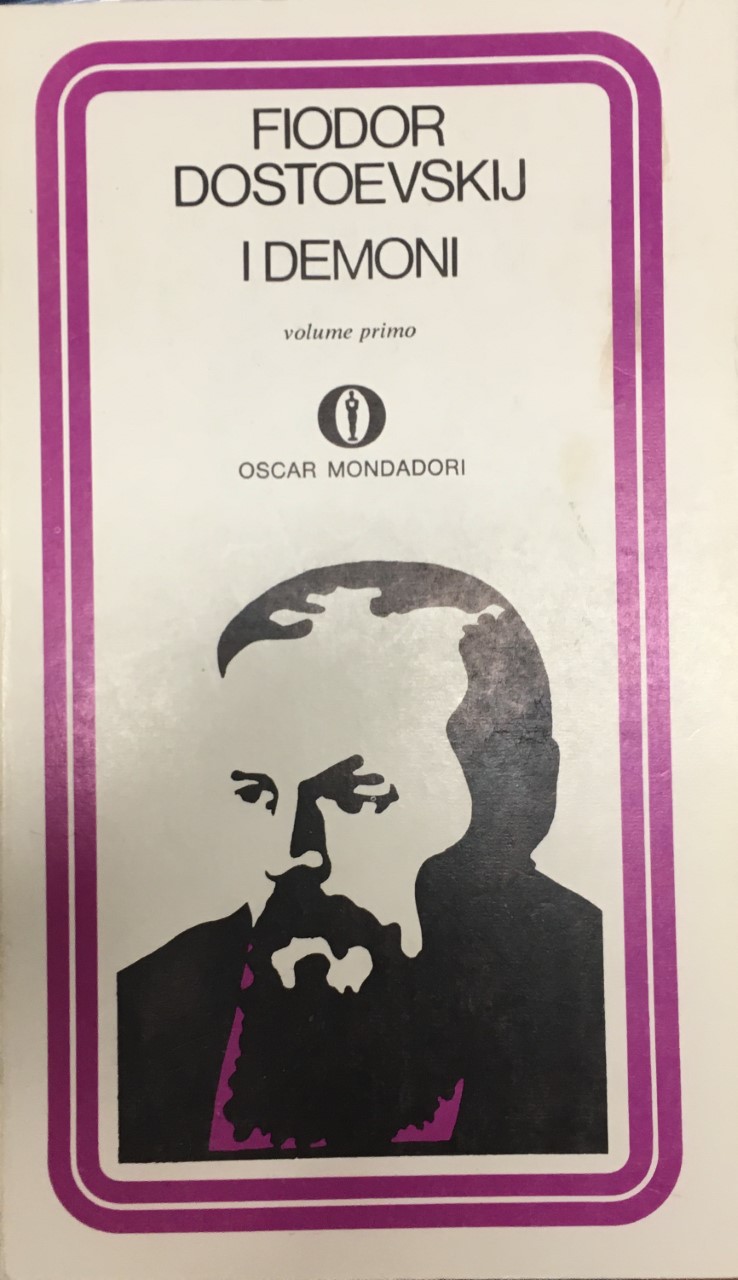 FIODOR
DOSTOEVSKIJ
I DEMONI
volume primo
OSCAR MONDADORI